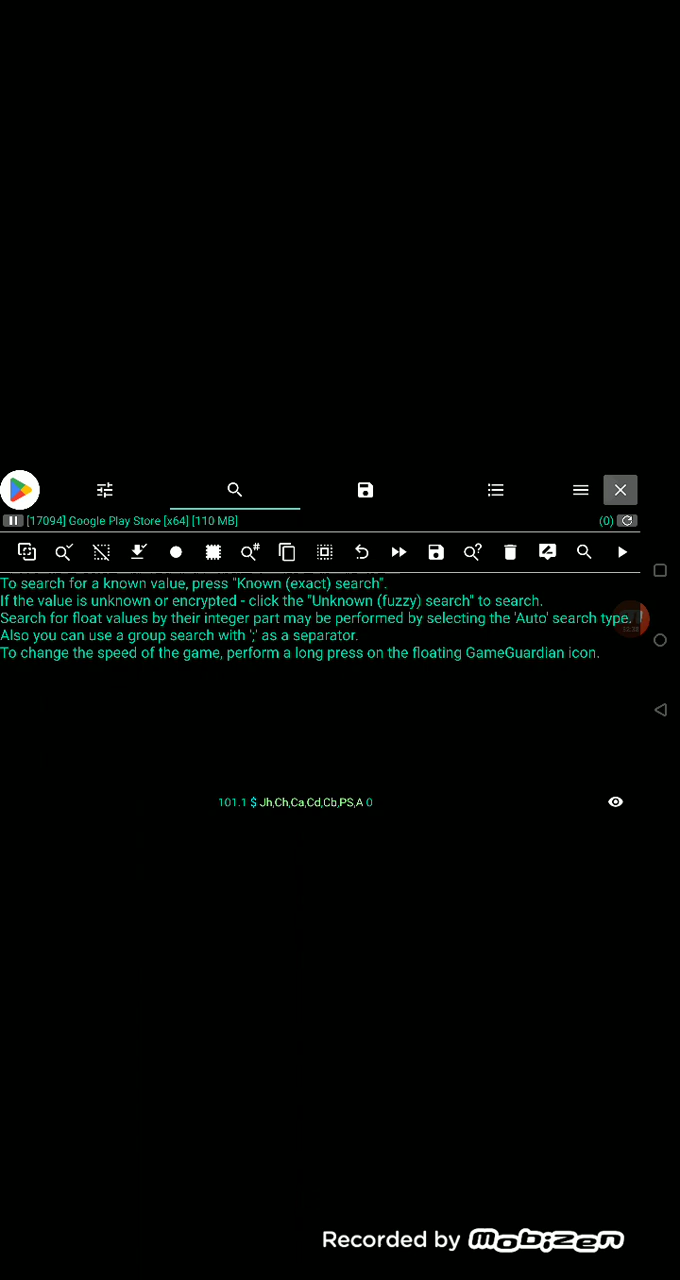 [17094] Google Play Store [x64] [110 MB] (0)
To search for a known value, press "Known (exact) search".
If the value is unknown or encrypted - click the "Unknown (fuzzy) search" to search.
Search for float values by their integer part may be performed by selecting the 'Auto' search type.
Also you can use a group search with ';' as a separator.
To change the speed of the game, perform a long press on the floating GameGuardian icon.
101.1 $ Jh,Ch,Ca,Cd,Cb,PS,A 0
Recorded by mobizen